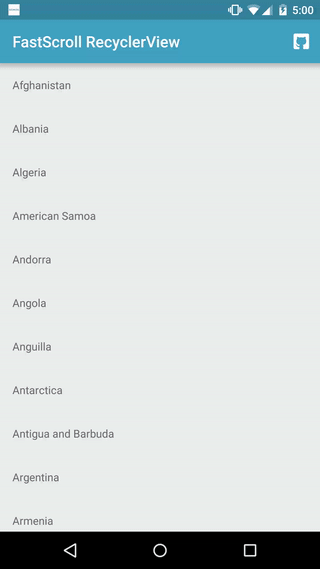 5:00
FastScroll RecyclerView
Afghanistan
Albania
Algeria
American Samoa
Andorra
Angola
Anguilla
Antarctica
Antigua and Barbuda
Argentina
Armenia